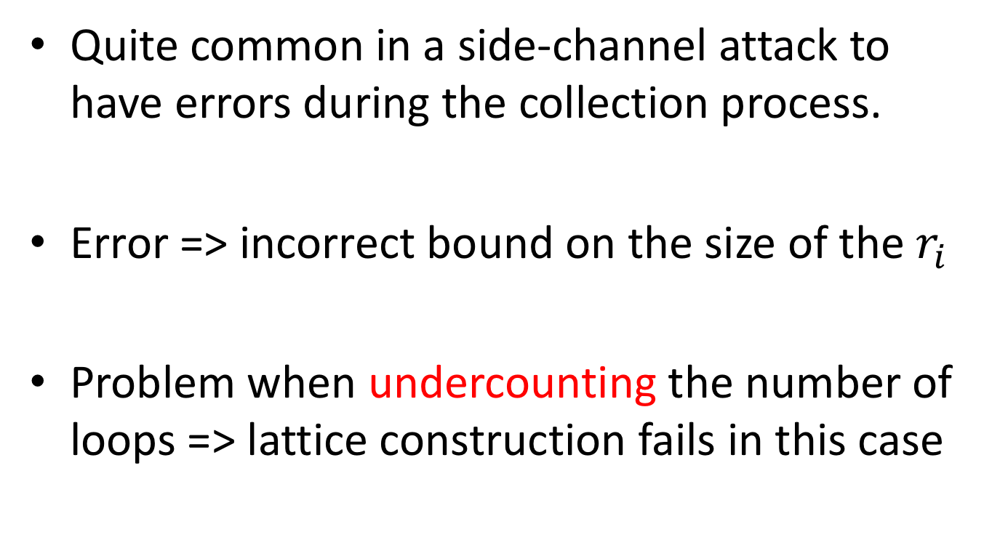 • Quite common in a side-channel attack to
have errors during the collection process.
• Error => incorrect bound on the size of the rᵢ
• Problem when undercounting the number of
loops => lattice construction fails in this case